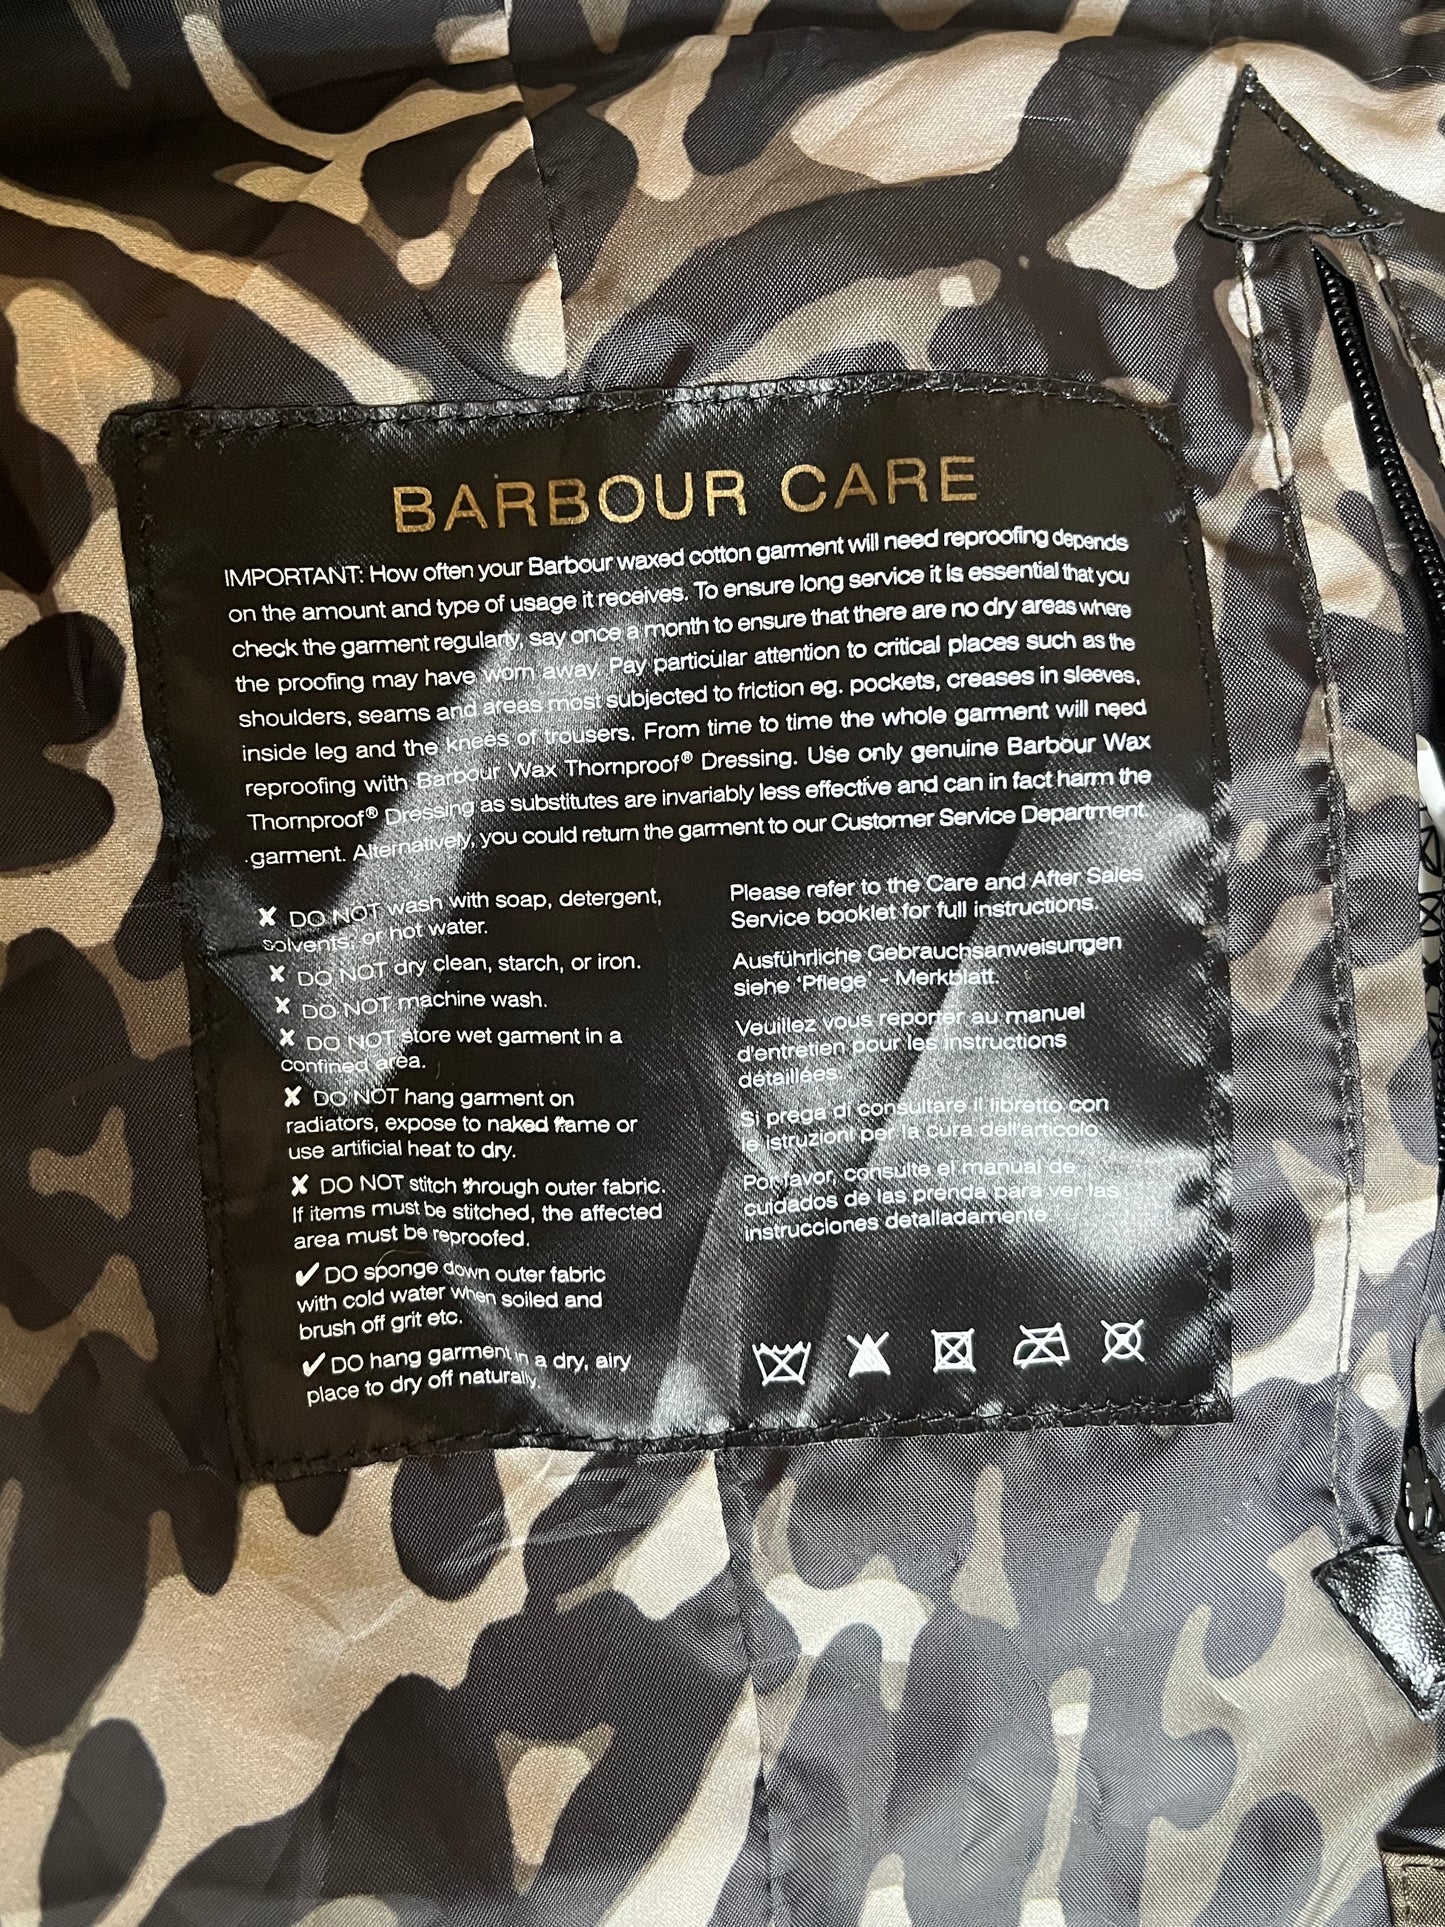 BARBOUR CARE
IMPORTANT: How often your Barbour waxed cotton garment will need reproofing depends
on the amount and type of usage it receives. To ensure long service it is essential that you
check the garment regularly, say once a month to ensure that there are no dry areas where
the proofing may have worn away. Pay particular attention to critical places such as the
shoulders, seams and areas most subjected to friction eg. pockets, creases in sleeves,
inside leg and the knees of trousers. From time to time the whole garment will need
reproofing with Barbour Wax Thornproof® Dressing. Use only genuine Barbour Wax
Thornproof® Dressing as substitutes are invariably less effective and can in fact harm the
garment. Alternatively, you could return the garment to our Customer Service Department.
✘ DO NOT wash with soap, detergent,
solvents, or hot water.
✘ DO NOT dry clean, starch, or iron.
✘ DO NOT machine wash.
✘ DO NOT store wet garment in a
confined area.
✘ DO NOT hang garment on
radiators, expose to naked flame or
use artificial heat to dry.
✘ DO NOT stitch through outer fabric.
If items must be stitched, the affected
area must be reproofed.
✔ DO sponge down outer fabric
with cold water when soiled and
brush off grit etc.
✔ DO hang garment in a dry, airy
place to dry off naturally.
Please refer to the Care and After Sales
Service booklet for full instructions.
Ausführliche Gebrauchsanweisungen
siehe 'Pflege' - Merkblatt.
Veuillez vous reporter au manuel
d'entretien pour les instructions
détaillées.
Si prega di consultare il libretto con
le istruzioni per la cura dell'articolo
Por favor, consulte el manual de
cuidados de las prenda para ver las
instrucciones detalladamente.